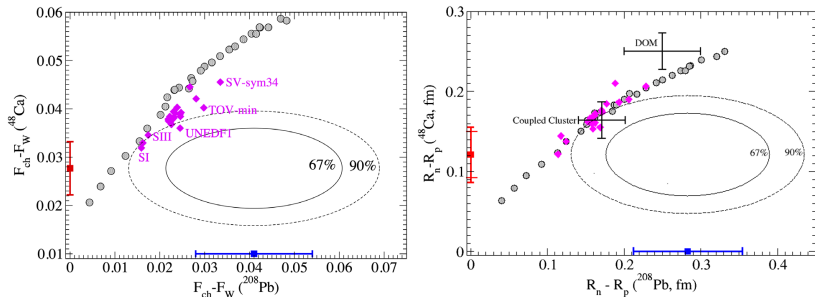 0.06
0.05
0.04
0.03
0.02
0.01
F_ch-F_W (^48Ca)
SV-sym34
TOV-min
UNEDF1
SIII
SI
67%
90%
0
0.01
0.02
0.03
0.04
0.05
0.06
0.07
F_ch-F_W (^208Pb)
0.3
0.2
0.1
0
R_n-R_p (^48Ca, fm)
DOM
Coupled Cluster
67%
90%
0
0.1
0.2
0.3
0.4
R_n - R_p (^208Pb, fm)